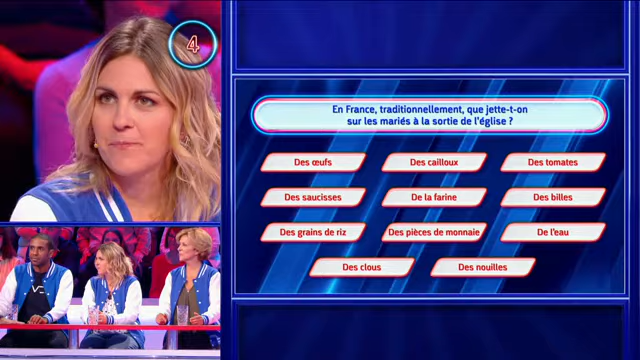 4
En France, traditionnellement, que jette-t-on
sur les mariés à la sortie de l'église ?
Des œufs
Des cailloux
Des tomates
Des saucisses
De la farine
Des billes
Des grains de riz
Des pièces de monnaie
De l'eau
Des clous
Des nouilles